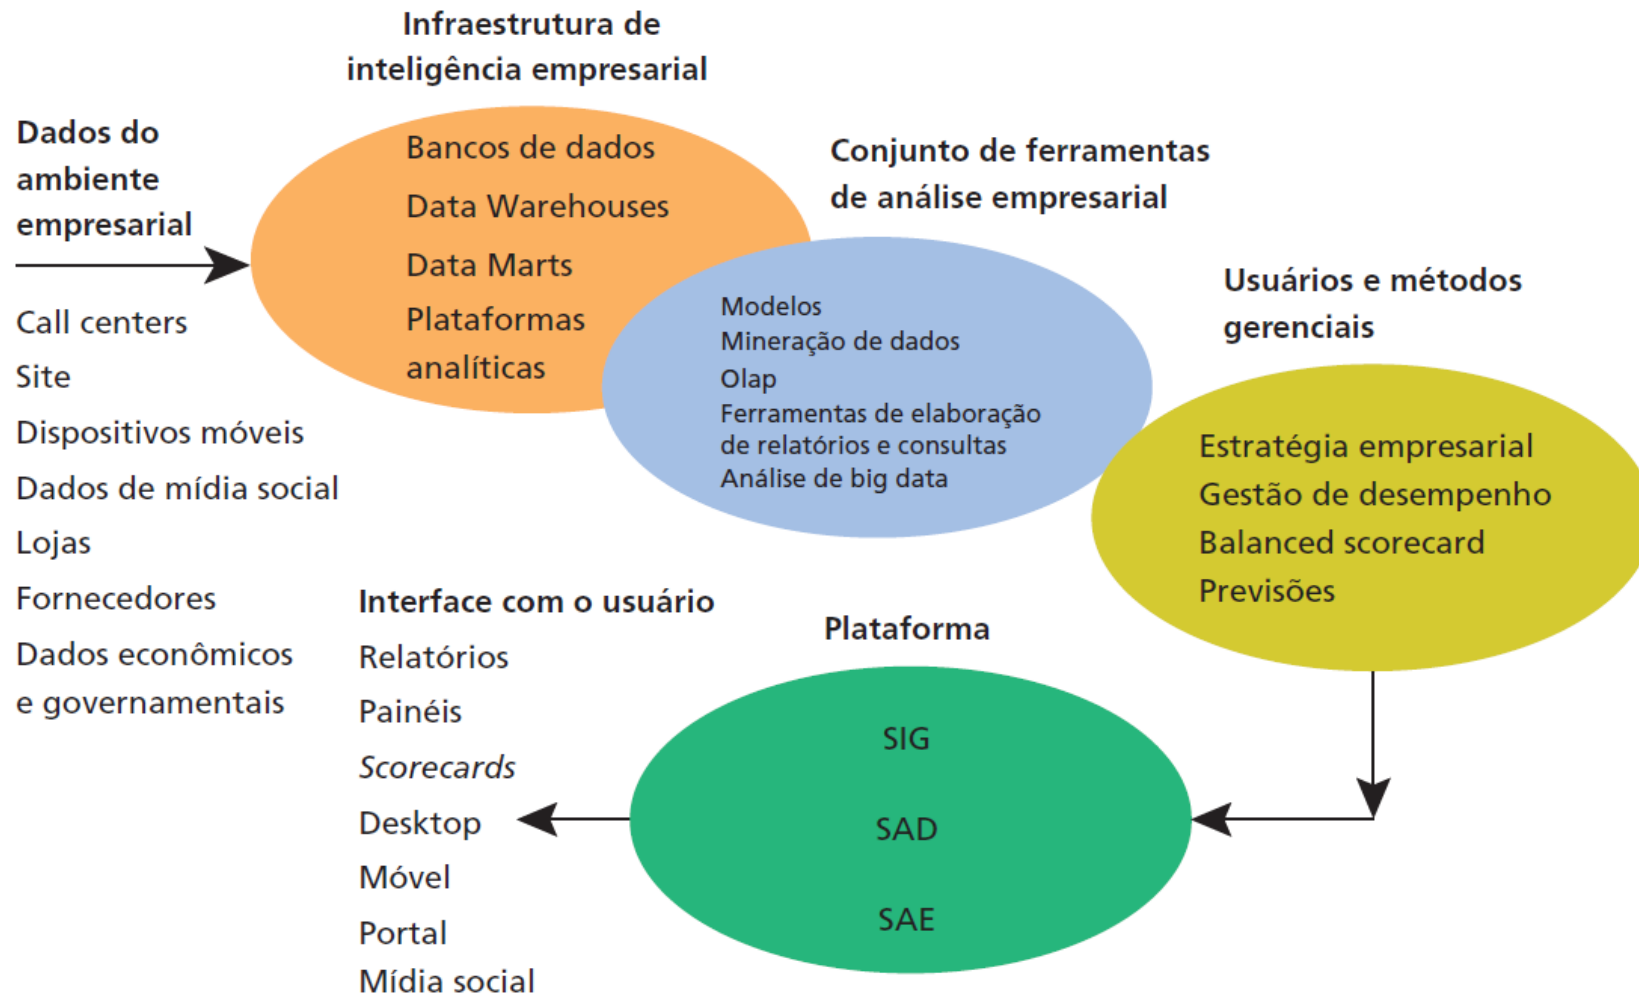 Infraestrutura de
inteligência empresarial
Dados do
ambiente
empresarial
Call centers
Site
Dispositivos móveis
Dados de mídia social
Lojas
Fornecedores
Dados econômicos
e governamentais
Bancos de dados
Data Warehouses
Data Marts
Plataformas
analíticas
Conjunto de ferramentas
de análise empresarial
Modelos
Mineração de dados
Olap
Ferramentas de elaboração
de relatórios e consultas
Análise de big data
Usuários e métodos
gerenciais
Estratégia empresarial
Gestão de desempenho
Balanced scorecard
Previsões
Plataforma
SIG
SAD
SAE
Interface com o usuário
Relatórios
Painéis
Scorecards
Desktop
Móvel
Portal
Mídia social